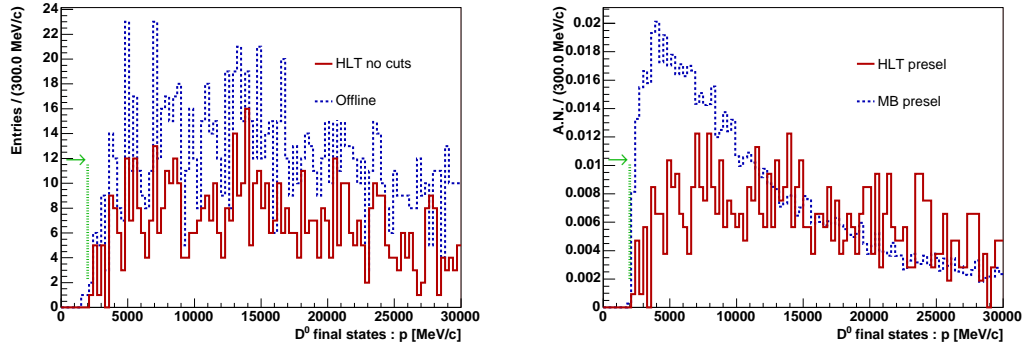 Entries / (300.0 MeV/c)
24
22
20
18
16
14
12
10
8
6
4
2
0
HLT no cuts
Offline
0 5000 10000 15000 20000 25000 30000
D⁰ final states : p [MeV/c]
A.N. / (300.0 MeV/c)
0.02
0.018
0.016
0.014
0.012
0.01
0.008
0.006
0.004
0.002
0
HLT presel
MB presel
0 5000 10000 15000 20000 25000 30000
D⁰ final states : p [MeV/c]